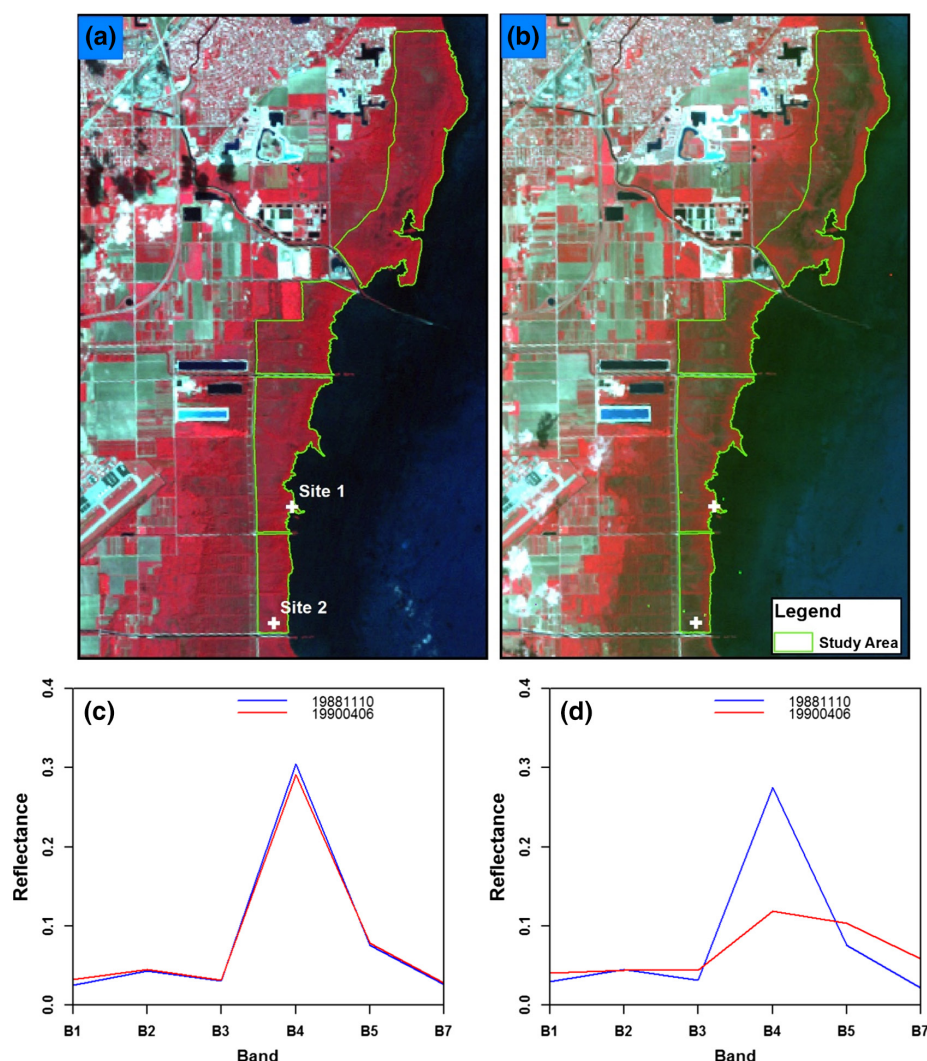 (a)
(b)
Site 1
Site 2
Legend
Study Area
(c)
19881110
19900406
Reflectance
0.4
0.3
0.2
0.1
0.0
B1 B2 B3 B4 B5 B7
Band
(d)
19881110
19900406
Reflectance
0.4
0.3
0.2
0.1
0.0
B1 B2 B3 B4 B5 B7
Band